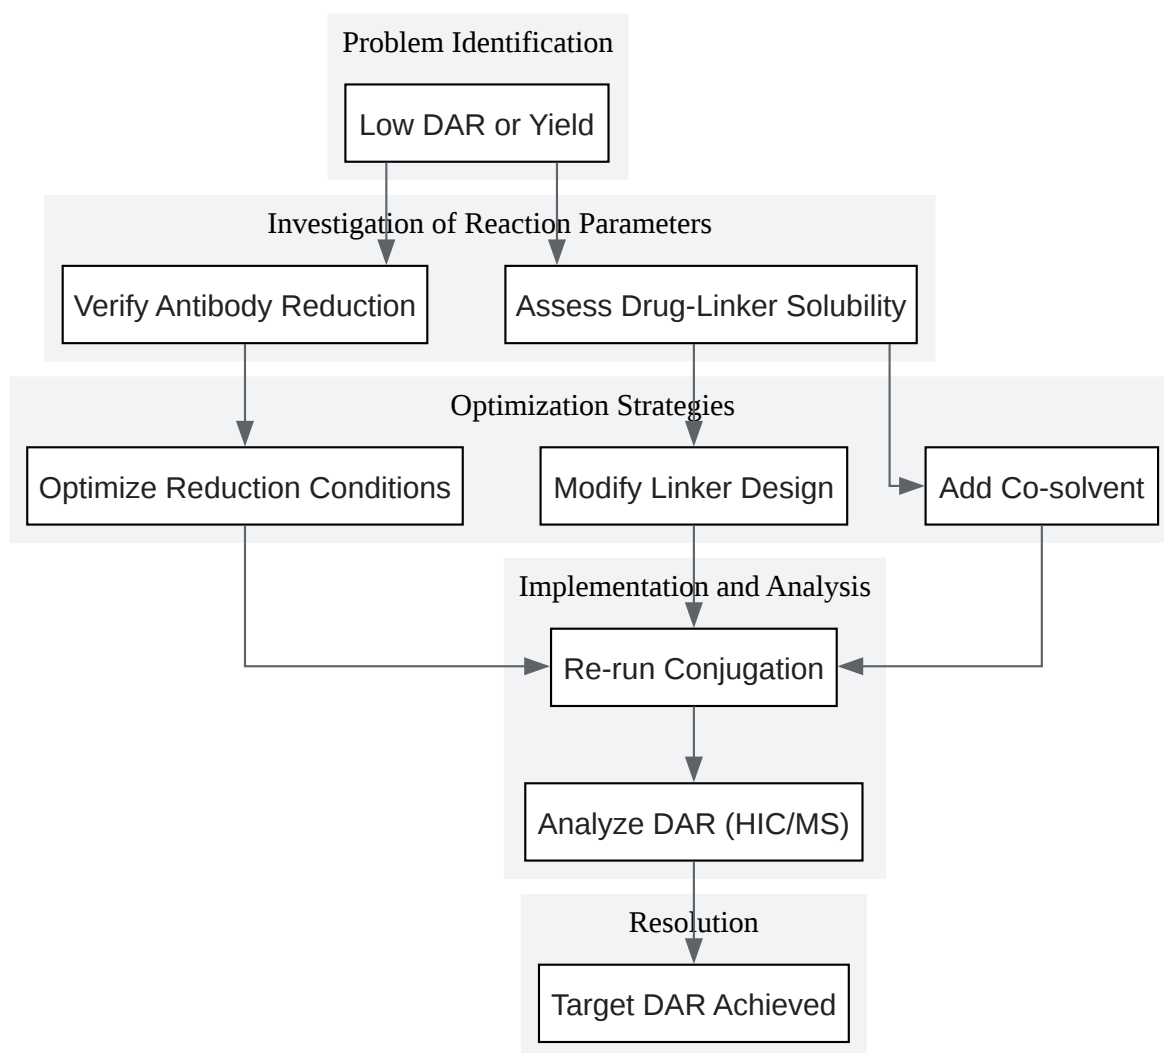 Problem Identification
Low DAR or Yield
Investigation of Reaction Parameters
Verify Antibody Reduction
Assess Drug-Linker Solubility
Optimization Strategies
Optimize Reduction Conditions
Modify Linker Design
Add Co-solvent
Implementation and Analysis
Re-run Conjugation
Analyze DAR (HIC/MS)
Resolution
Target DAR Achieved